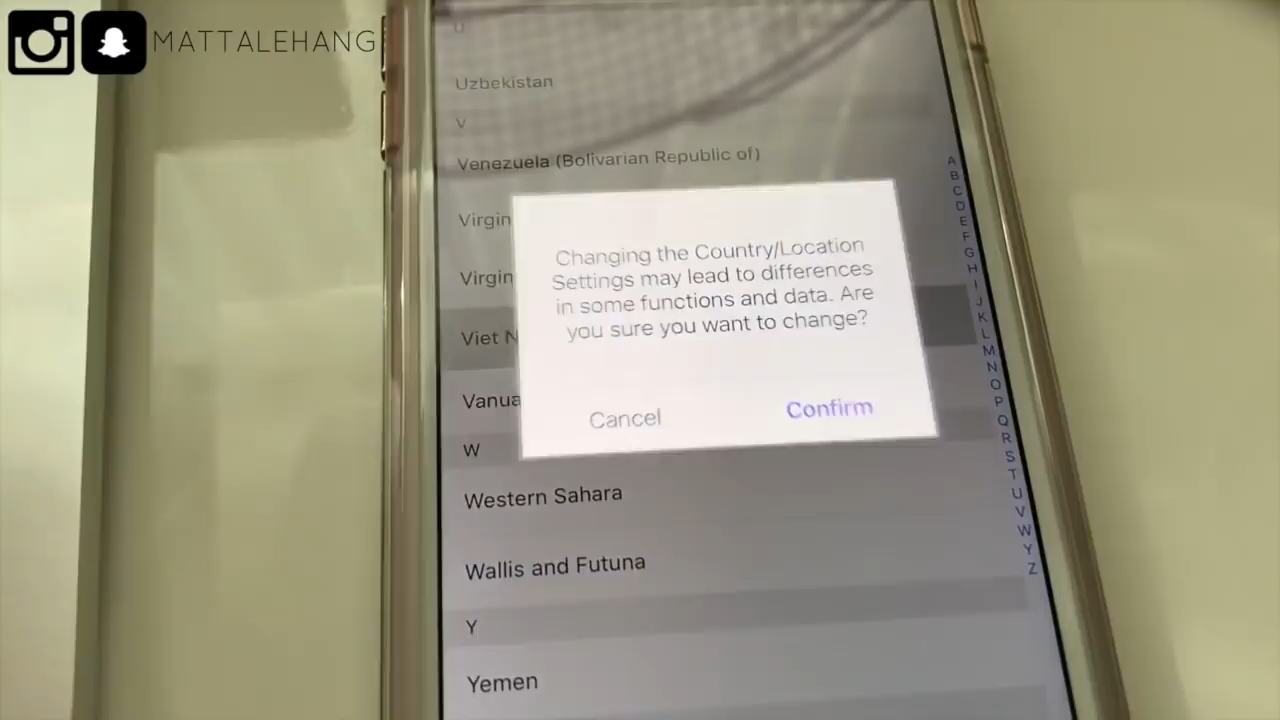 MATTALEHANG
U
Uzbekistan
V
Venezuela (Bolivarian Republic of)
Virgin
Virgin
Viet N
Vanua
W
Western Sahara
Wallis and Futuna
Y
Yemen
Changing the Country/Location
Settings may lead to differences
in some functions and data. Are
you sure you want to change?
Cancel
Confirm
A
B
C
D
E
F
G
H
I
J
K
L
M
N
O
P
Q
R
S
T
U
V
W
Y
Z